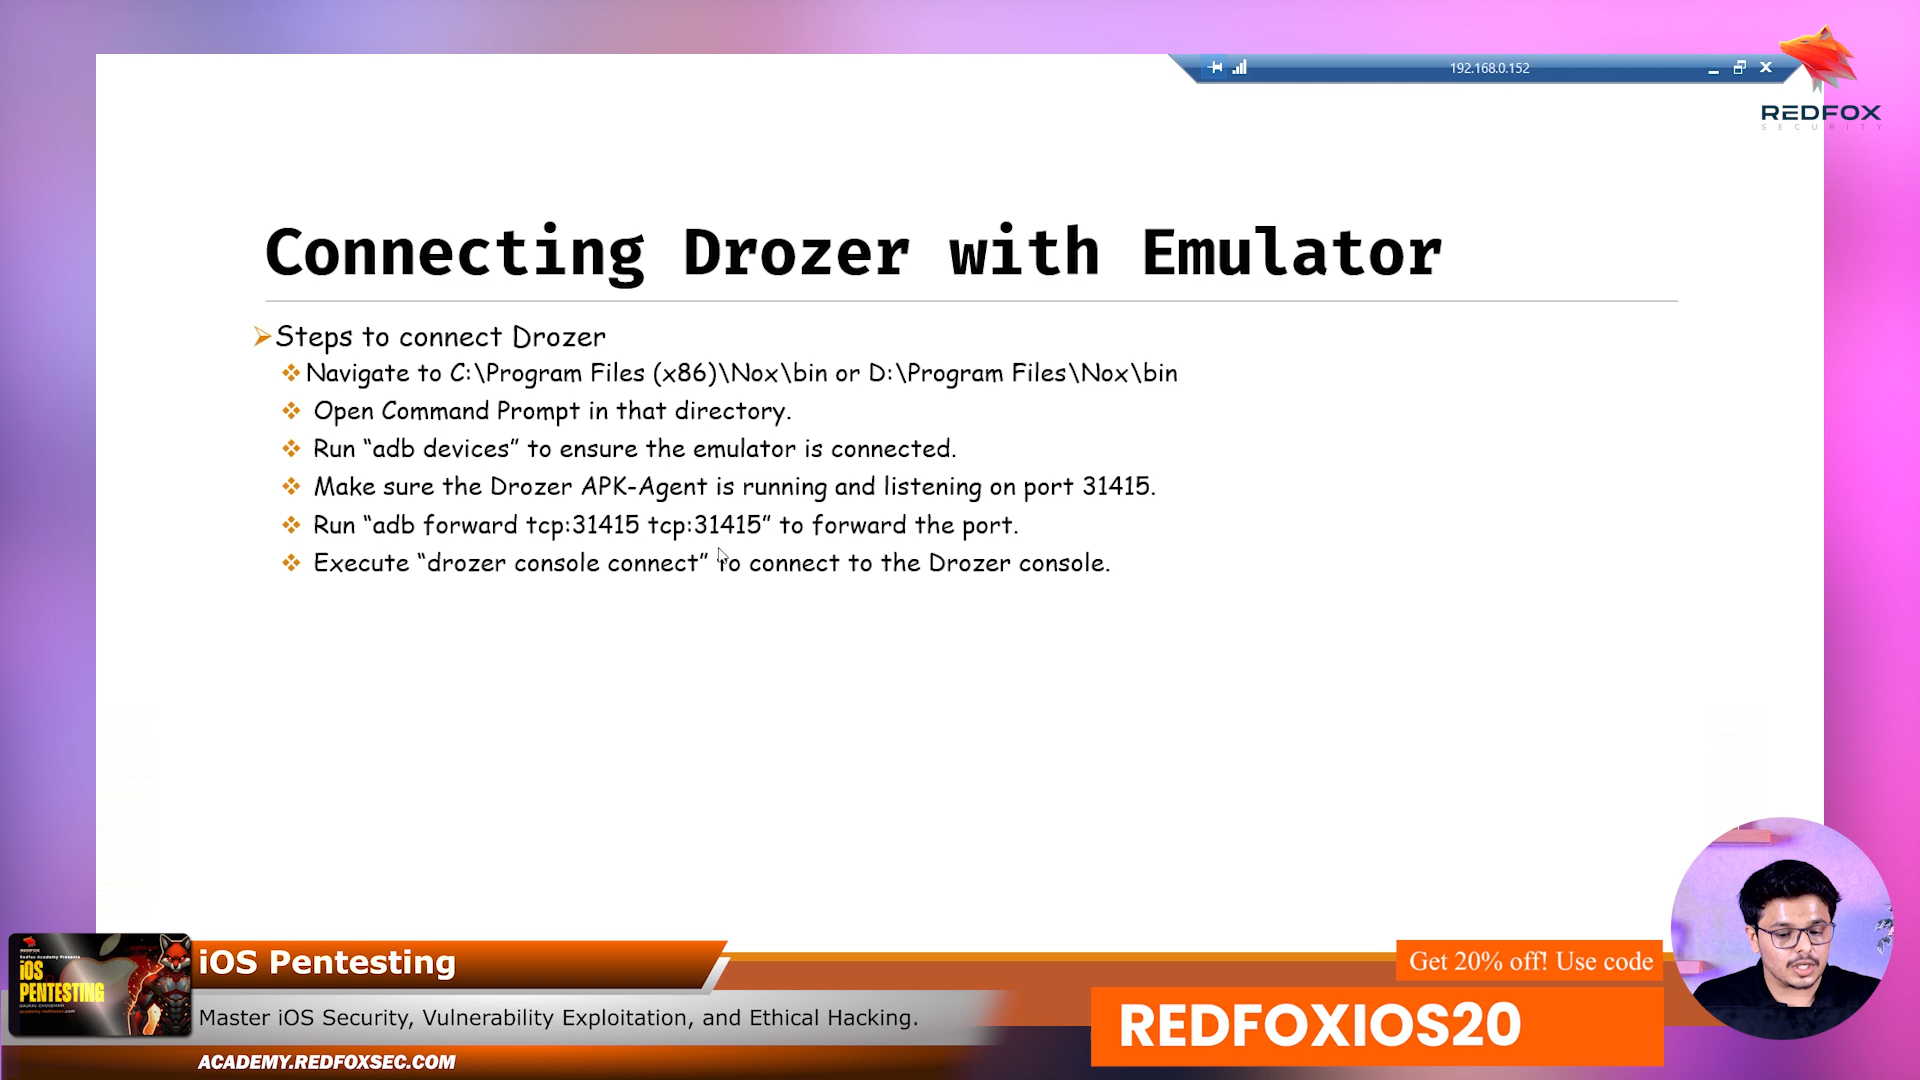 192.168.0.152
REDFOX
SECURITY
Connecting Drozer with Emulator
Steps to connect Drozer
Navigate to C:\Program Files (x86)\Nox\bin or D:\Program Files\Nox\bin
Open Command Prompt in that directory.
Run “adb devices” to ensure the emulator is connected.
Make sure the Drozer APK-Agent is running and listening on port 31415.
Run “adb forward tcp:31415 tcp:31415” to forward the port.
Execute “drozer console connect” to connect to the Drozer console.
Redfox Academy Presents
iOS
PENTESTING
iOS Pentesting
Master iOS Security, Vulnerability Exploitation, and Ethical Hacking.
ACADEMY.REDFOXSEC.COM
Get 20% off! Use code
REDFOXIOS20